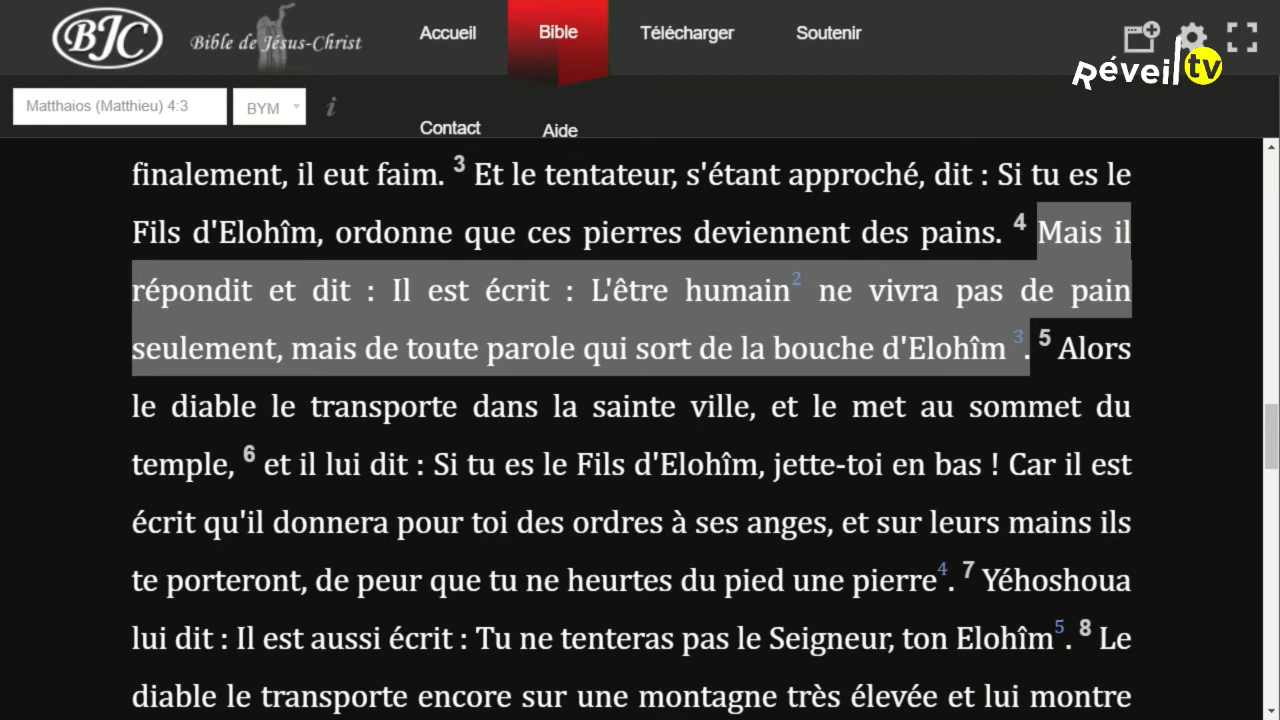 BJC
Bible de Jésus-Christ
Accueil
Bible
Télécharger
Soutenir
Réveil tv
Matthaios (Matthieu) 4:3
BYM
i
Contact
Aide
finalement, il eut faim. 3 Et le tentateur, s'étant approché, dit : Si tu es le
Fils d'Elohîm, ordonne que ces pierres deviennent des pains. 4 Mais il
répondit et dit : Il est écrit : L'être humain2 ne vivra pas de pain
seulement, mais de toute parole qui sort de la bouche d'Elohîm 3. 5 Alors
le diable le transporte dans la sainte ville, et le met au sommet du
temple, 6 et il lui dit : Si tu es le Fils d'Elohîm, jette-toi en bas ! Car il est
écrit qu'il donnera pour toi des ordres à ses anges, et sur leurs mains ils
te porteront, de peur que tu ne heurtes du pied une pierre4. 7 Yéhoshoua
lui dit : Il est aussi écrit : Tu ne tenteras pas le Seigneur, ton Elohîm5. 8 Le
diable le transporte encore sur une montagne très élevée et lui montre